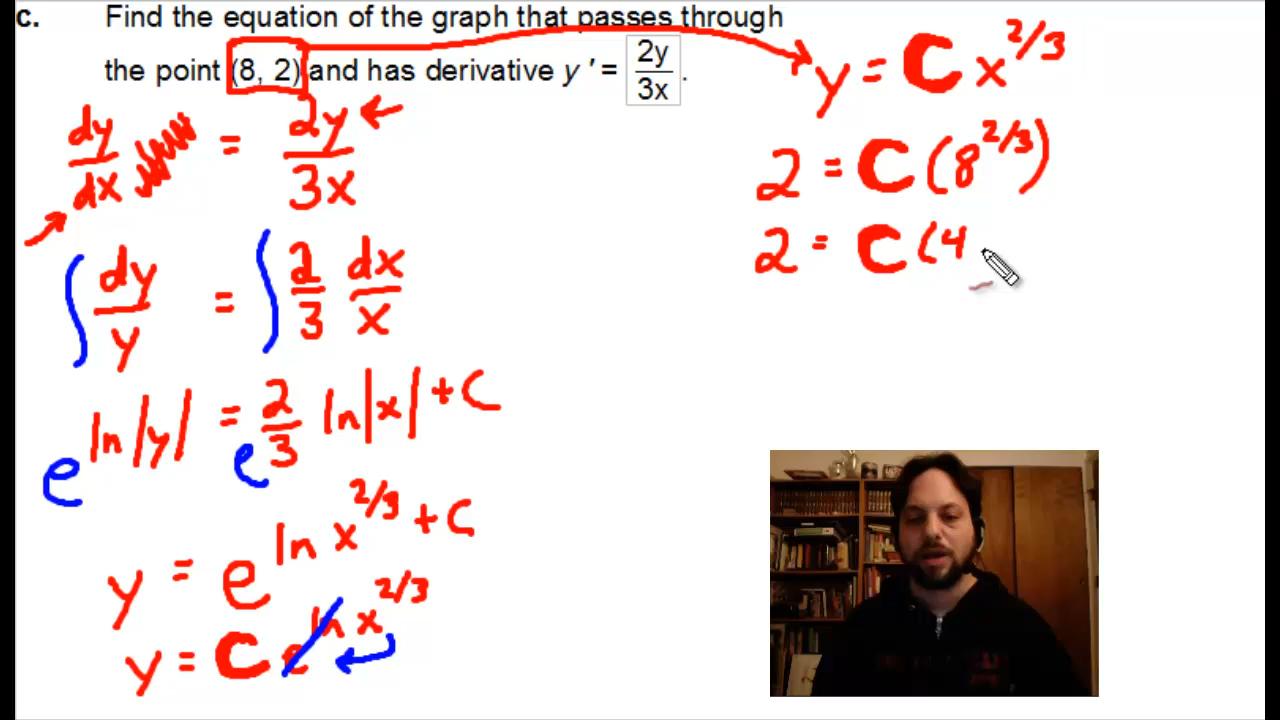 c. Find the equation of the graph that passes through
the point (8, 2) and has derivative y ′ = 2y/3x .
dy/dx = 2y/3x
∫ dy/y = ∫ 2/3 dx/x
e^ln|y| = e^2/3 ln|x| + C
y = e^ln x^2/3 + C
y = C e^ln x^2/3
y = C x^2/3
2 = C (8^2/3)
2 = C (4